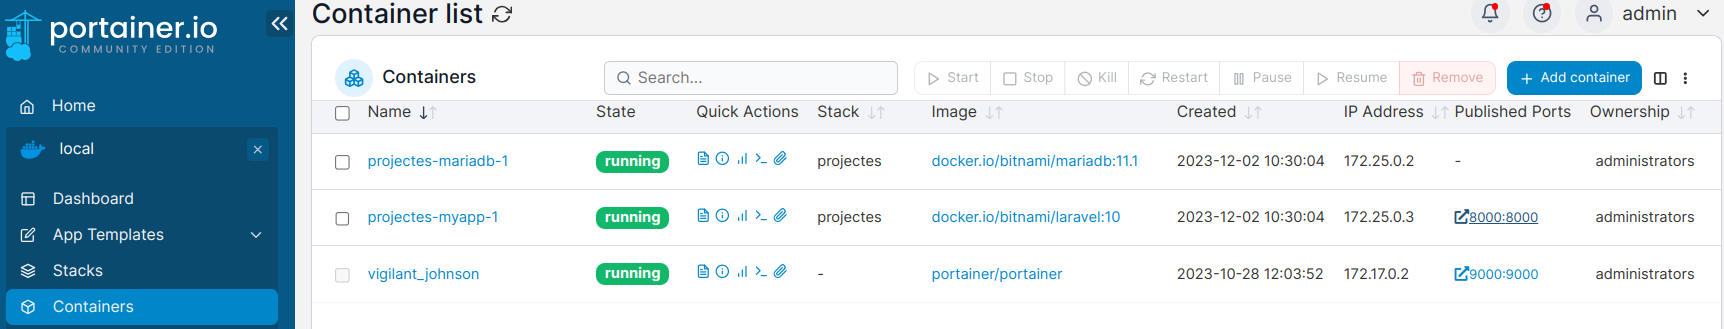 portainer.io
COMMUNITY EDITION
Home
local
Dashboard
App Templates
Stacks
Containers
Container list
admin
Containers
Search...
Start Stop Kill Restart Pause Resume Remove + Add container
Name State Quick Actions Stack Image Created IP Address Published Ports Ownership
projectes-mariadb-1 running projectes docker.io/bitnami/mariadb:11.1 2023-12-02 10:30:04 172.25.0.2 - administrators
projectes-myapp-1 running projectes docker.io/bitnami/laravel:10 2023-12-02 10:30:04 172.25.0.3 8000:8000 administrators
vigilant_johnson running - portainer/portainer 2023-10-28 12:03:52 172.17.0.2 9000:9000 administrators